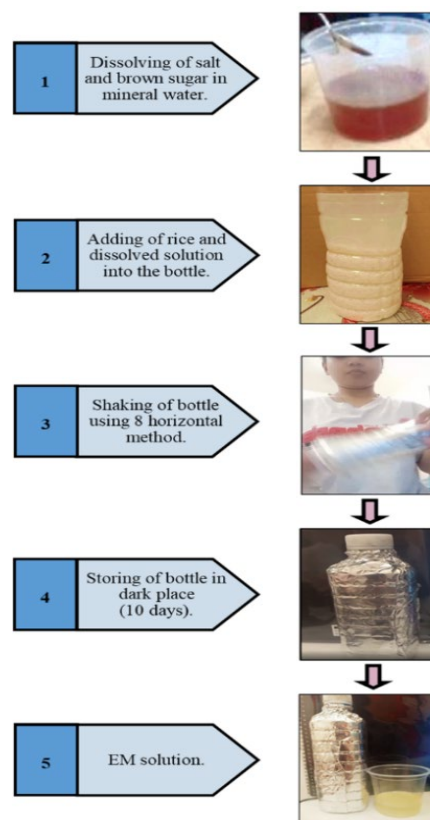 1
Dissolving of salt
and brown sugar in
mineral water.
2
Adding of rice and
dissolved solution
into the bottle.
3
Shaking of bottle
using 8 horizontal
method.
4
Storing of bottle in
dark place
(10 days).
5
EM solution.